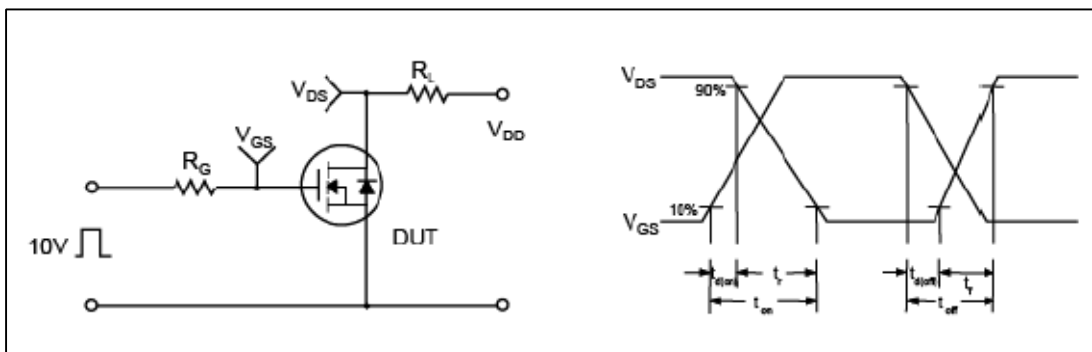 V_DS
R_L
V_DD
V_GS
R_G
10V
DUT
V_DS
90%
10%
V_GS
t_d(on)
t_r
t_on
t_d(off)
t_f
t_off